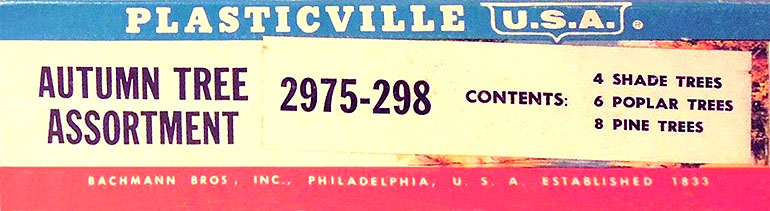 PLASTICVILLE U.S.A.®
AUTUMN TREE
ASSORTMENT
2975-298
CONTENTS:
4 SHADE TREES
6 POPLAR TREES
8 PINE TREES
BACHMANN BROS., INC., PHILADELPHIA, U. S. A. ESTABLISHED 1833